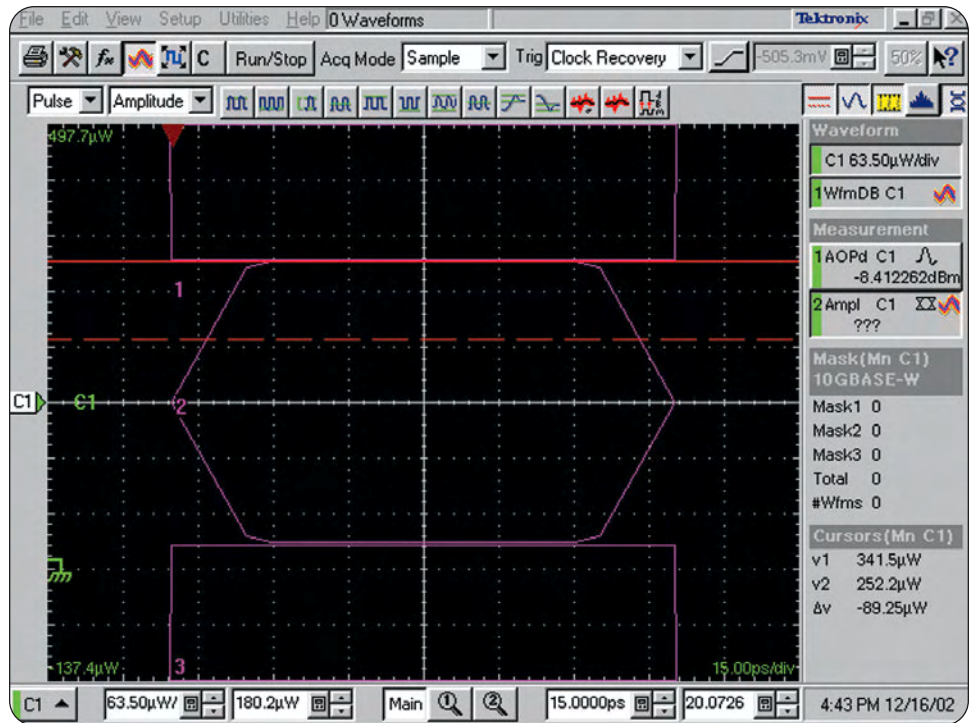 File Edit View Setup Utilities Help 0 Waveforms Tektronix
C Run/Stop Acq Mode Sample Trig Clock Recovery -505.3mV 50%
Pulse Amplitude
497.7µW
Waveform
C1 63.50µW/div
1 WfmDB C1
Measurement
1 AOPd C1
-8.412262dBm
2 Ampl C1
???
Mask(Mn C1)
10GBASE-W
Mask1 0
Mask2 0
Mask3 0
Total 0
#Wfms 0
Cursors(Mn C1)
v1 341.5µW
v2 252.2µW
Δv -89.25µW
1
C1 C1 2
3
-137.4µW 15.00ps/div
C1 63.50µW/ 180.2µW Main 1 2 15.0000ps 20.0726 4:43 PM 12/16/02